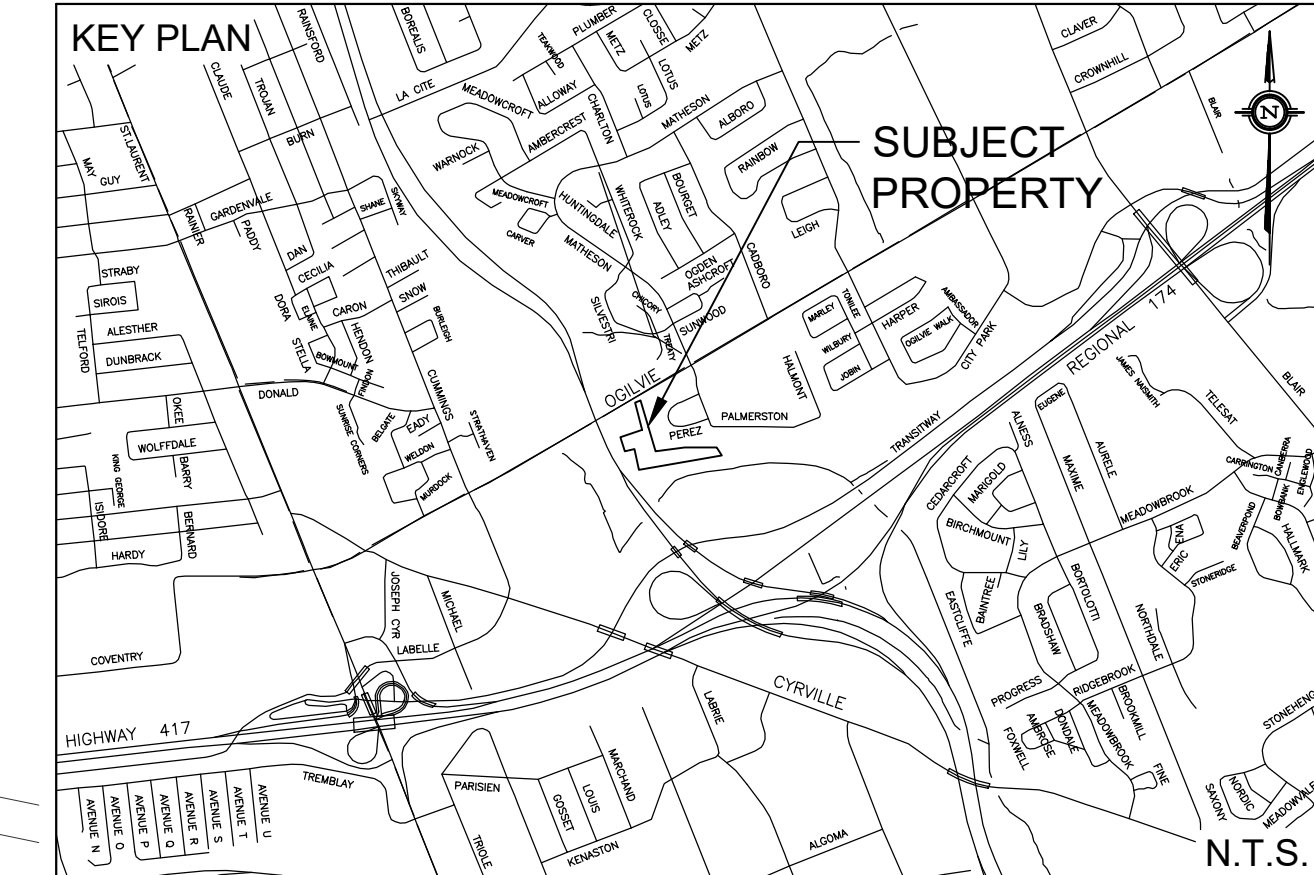 KEY PLAN
SUBJECT
PROPERTY
N
N.T.S.
RAINSFORD
BOREALIS
PLUMBER
CLOSSE
METZ
METZ
TEAKWOOD
CLAUDE
TROJAN
LA CITE
MEADOWCROFT
ALLOWAY
CHARLTON
LOTUS
LOTUS
MATHESON
ALBORO
CLAVER
CROWNHILL
BLAIR
ST.LAURENT
BURN
AMBERCREST
WARNOCK
RAINBOW
MAY
GUY
GARDENVALE
SHANE
SKYWAY
MEADOWCROFT
HUNTINGDALE
WHITEROCK
ADLEY
BOURGET
LEIGH
RAINIER
PADDY
CARVER
MATHESON
DAN
CECILIA
THIBAULT
OGDEN
ASHCROFT
CADBORO
STRABY
SIROIS
DORA
ELAINE
CARON
SNOW
BURLEIGH
SILVESTRI
CHICORY
SUNWOOD
TREATY
MARLEY
TONILEE
HARPER
AMBASSADOR
REGIONAL 174
ALESTHER
TELFORD
DUNBRACK
STELLA
HENDON
BOWMOUNT
FINDON
WILBURY
OGILVIE WALK
CITY PARK
JOBIN
HALMONT
JAMES NAISMITH
BLAIR
DONALD
CUMMINGS
OGILVIE
PALMERSTON
TRANSITWAY
EUGENE
TELESAT
OKEE
SUNRISE CORNERS
BELGATE
EADY
STRATHAVEN
PEREZ
ALNESS
AURELE
WOLFFDALE
WELDON
MAXIME
CARRINGTON
CANBERRA
ENGLEWOOD
KING GEORGE
BARRY
MURDOCK
CEDARCROFT
MARIGOLD
MEADOWBROOK
BOWBANK
ISIDORE
BERNARD
BIRCHMOUNT
LILY
ENA
ERIC
BEAVERPOND
HALLMARK
HARDY
STONERIDGE
JOSEPH CYR
MICHAEL
EASTCLIFFE
BAINTREE
BRADSHAW
BORTOLOTTI
NORTHDALE
LABELLE
COVENTRY
PROGRESS
RIDGEBROOK
CYRVILLE
LABRIE
HIGHWAY 417
FOXWELL
AMBROSE
DONDALE
MEADOWBROOK
BROOKMILL
FINE
STONEHENG
TREMBLAY
PARISIEN
MARCHAND
LOUIS
GOSSET
SAXONY
NORDIC
MEADOWVALE
AVENUE N
AVENUE O
AVENUE P
AVENUE Q
AVENUE R
AVENUE S
AVENUE T
AVENUE U
TRIOLE
KENASTON
ALGOMA